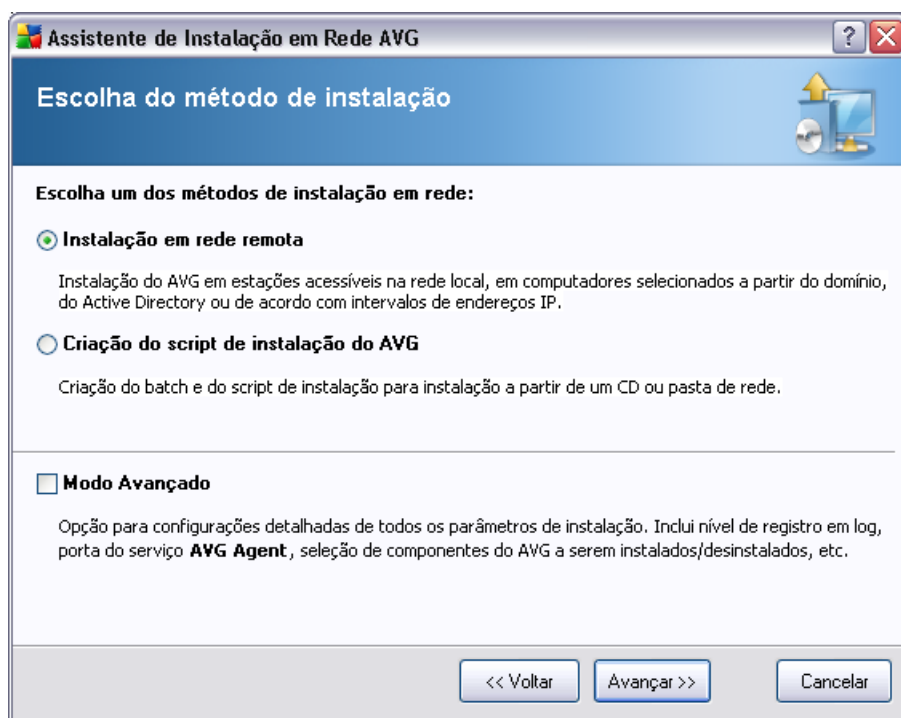 Assistente de Instalação em Rede AVG
Escolha do método de instalação
Escolha um dos métodos de instalação em rede:
Instalação em rede remota
Instalação do AVG em estações acessíveis na rede local, em computadores selecionados a partir do domínio,
do Active Directory ou de acordo com intervalos de endereços IP.
Criação do script de instalação do AVG
Criação do batch e do script de instalação para instalação a partir de um CD ou pasta de rede.
Modo Avançado
Opção para configurações detalhadas de todos os parâmetros de instalação. Inclui nível de registro em log,
porta do serviço AVG Agent, seleção de componentes do AVG a serem instalados/desinstalados, etc.
<< Voltar Avançar >> Cancelar